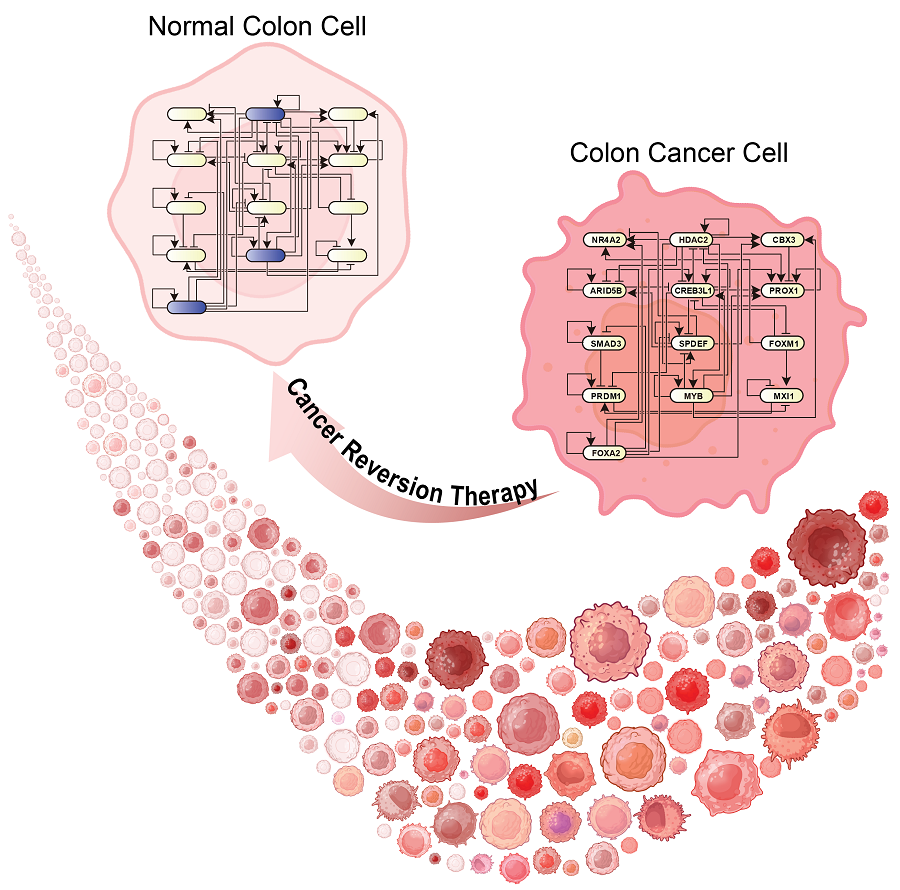 Normal Colon Cell
Colon Cancer Cell
NR4A2 HDAC2 CBX3
ARID5B CREB3L1 PROX1
SMAD3 SPDEF FOXM1
PRDM1 MYB MXI1
FOXA2
Cancer Reversion Therapy